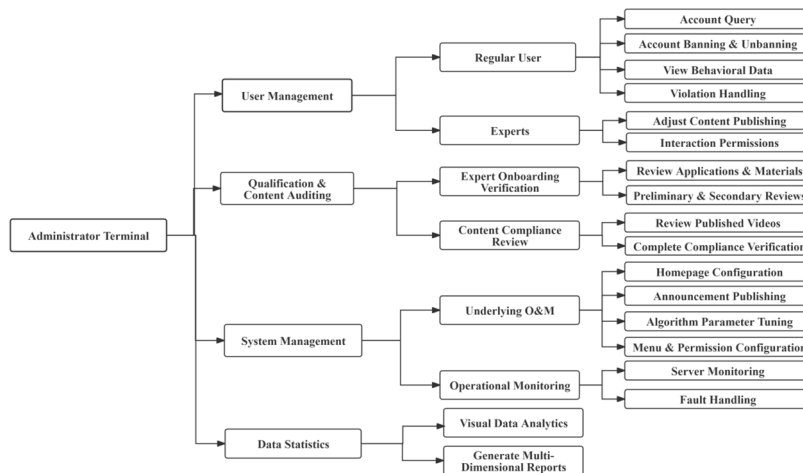 Account Query
Regular User
Account Banning & Unbanning
View Behavioral Data
User Management
Violation Handling
Experts
Adjust Content Publishing
Interaction Permissions
Qualification &
Content Auditing
Expert Onboarding
Verification
Review Applications & Materials
Preliminary & Secondary Reviews
Administrator Terminal
Content Compliance
Review
Review Published Videos
Complete Compliance Verification
Homepage Configuration
Underlying O&M
Announcement Publishing
Algorithm Parameter Tuning
System Management
Menu & Permission Configuration
Operational Monitoring
Server Monitoring
Fault Handling
Data Statistics
Visual Data Analytics
Generate Multi-
Dimensional Reports